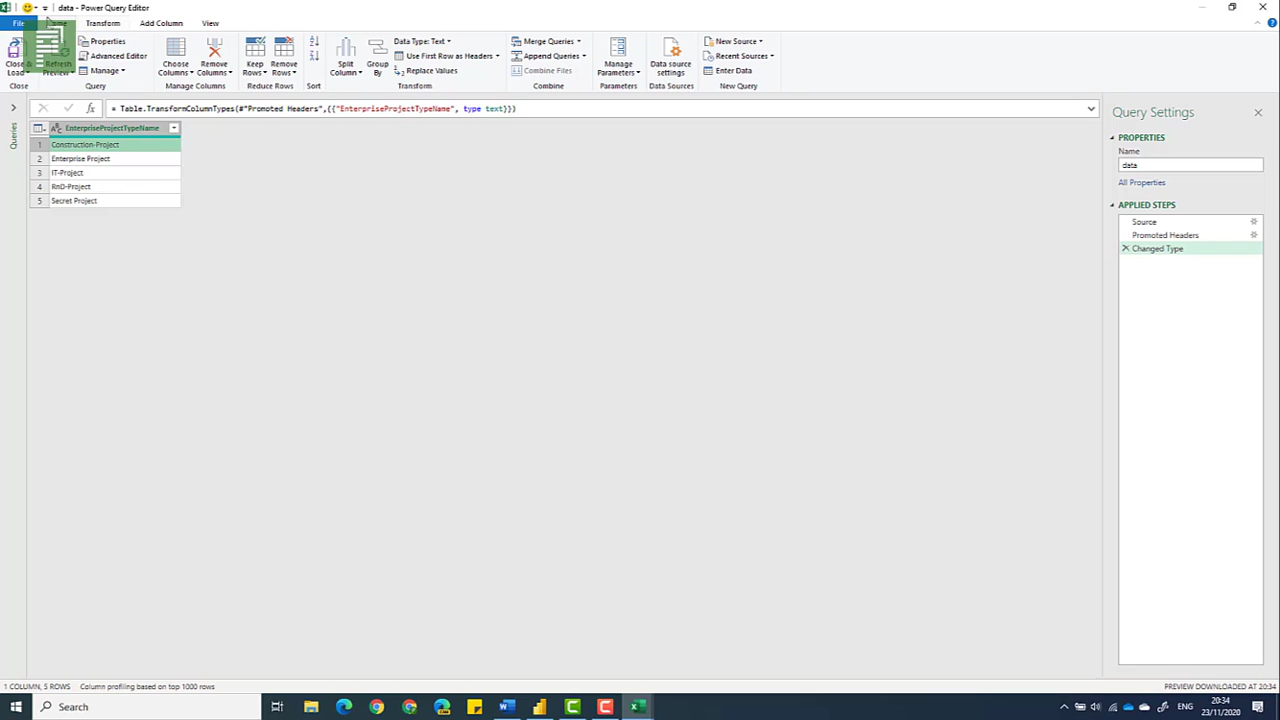 data - Power Query Editor
File
Transform
Add Column
View
Close &
Load
Close
Refresh
Preview
Properties
Advanced Editor
Manage
Query
Choose
Columns
Remove
Columns
Manage Columns
Keep
Rows
Remove
Rows
Reduce Rows
Sort
Split
Column
Group
By
Data Type: Text
Use First Row as Headers
Replace Values
Transform
Merge Queries
Append Queries
Combine Files
Combine
Manage
Parameters
Parameters
Data source
settings
Data Sources
New Source
Recent Sources
Enter Data
New Query
fx
= Table.TransformColumnTypes(#"Promoted Headers",{{"EnterpriseProjectTypeName", type text}})
Queries
ABC EnterpriseProjectTypeName
1 Construction-Project
2 Enterprise Project
3 IT-Project
4 RnD-Project
5 Secret Project
Query Settings
PROPERTIES
Name
data
All Properties
APPLIED STEPS
Source
Promoted Headers
Changed Type
1 COLUMN, 5 ROWS
Column profiling based on top 1000 rows
PREVIEW DOWNLOADED AT 20:34
Search
ENG
20:34
23/11/2020